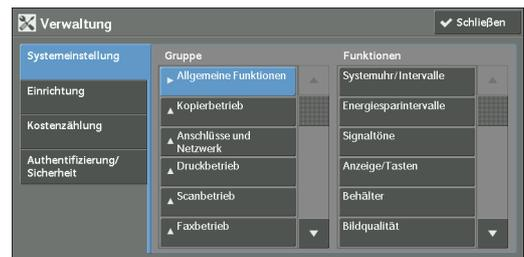 Verwaltung
Schließen
Systemeinstellung
Einrichtung
Kostenzählung
Authentifizierung/
Sicherheit
Gruppe
Allgemeine Funktionen
Kopierbetrieb
Anschlüsse und
Netzwerk
Druckbetrieb
Scanbetrieb
Faxbetrieb
Funktionen
Systemuhr/Intervalle
Energiesparintervalle
Signaltöne
Anzeige/Tasten
Behälter
Bildqualität